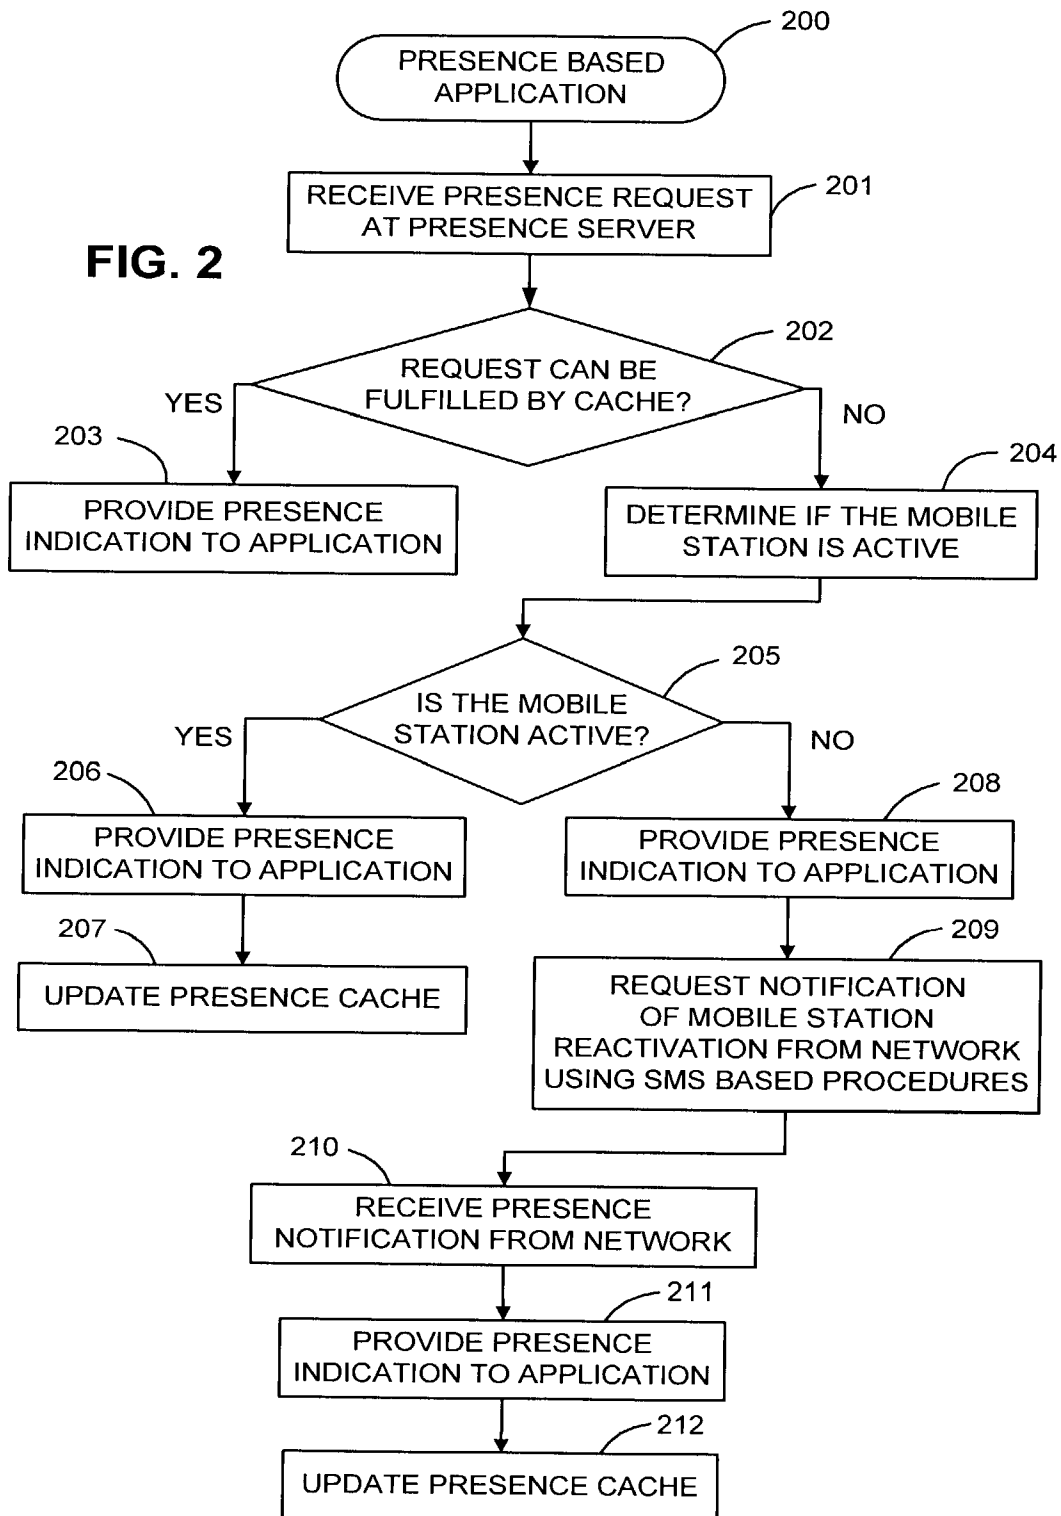 200
PRESENCE BASED
APPLICATION
RECEIVE PRESENCE REQUEST
AT PRESENCE SERVER
201
FIG. 2
202
REQUEST CAN BE
FULFILLED BY CACHE?
YES
NO
203
PROVIDE PRESENCE
INDICATION TO APPLICATION
204
DETERMINE IF THE MOBILE
STATION IS ACTIVE
205
IS THE MOBILE
STATION ACTIVE?
YES
NO
206
PROVIDE PRESENCE
INDICATION TO APPLICATION
208
PROVIDE PRESENCE
INDICATION TO APPLICATION
207
UPDATE PRESENCE CACHE
209
REQUEST NOTIFICATION
OF MOBILE STATION
REACTIVATION FROM NETWORK
USING SMS BASED PROCEDURES
210
RECEIVE PRESENCE
NOTIFICATION FROM NETWORK
211
PROVIDE PRESENCE
INDICATION TO APPLICATION
212
UPDATE PRESENCE CACHE